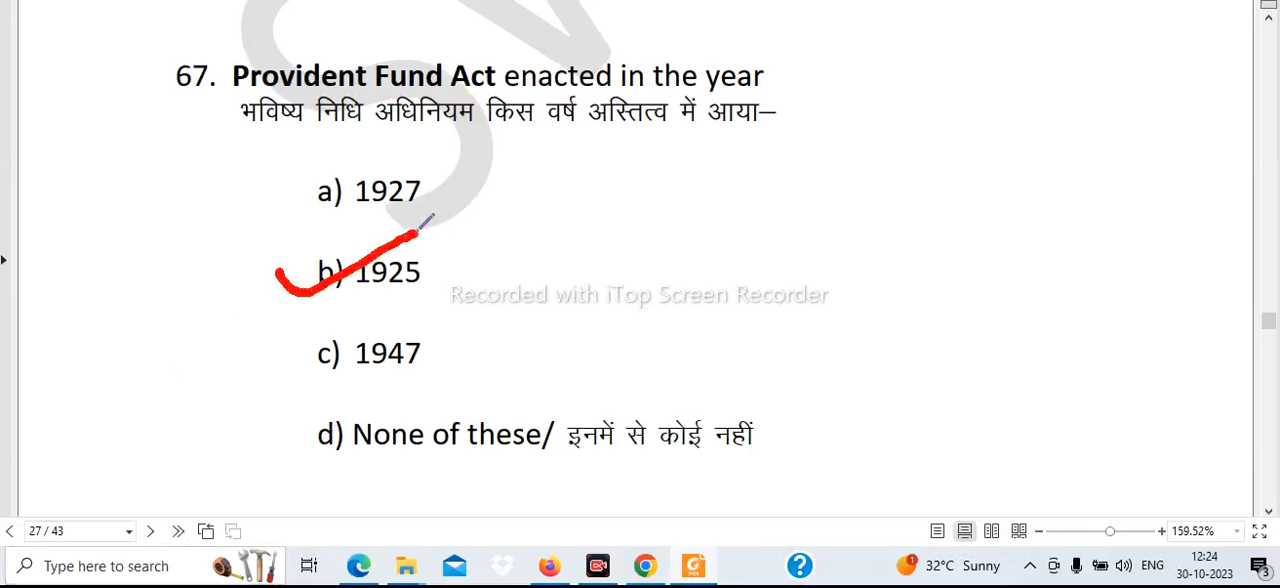 67. Provident Fund Act enacted in the year
भविष्य निधि अधिनियम किस वर्ष अस्तित्व में आया–
a) 1927
b) 1925
Recorded with iTop Screen Recorder
c) 1947
d) None of these/ इनमें से कोई नहीं
27 / 43
159.52%
Type here to search
32°C Sunny
ENG
12:24
30-10-2023